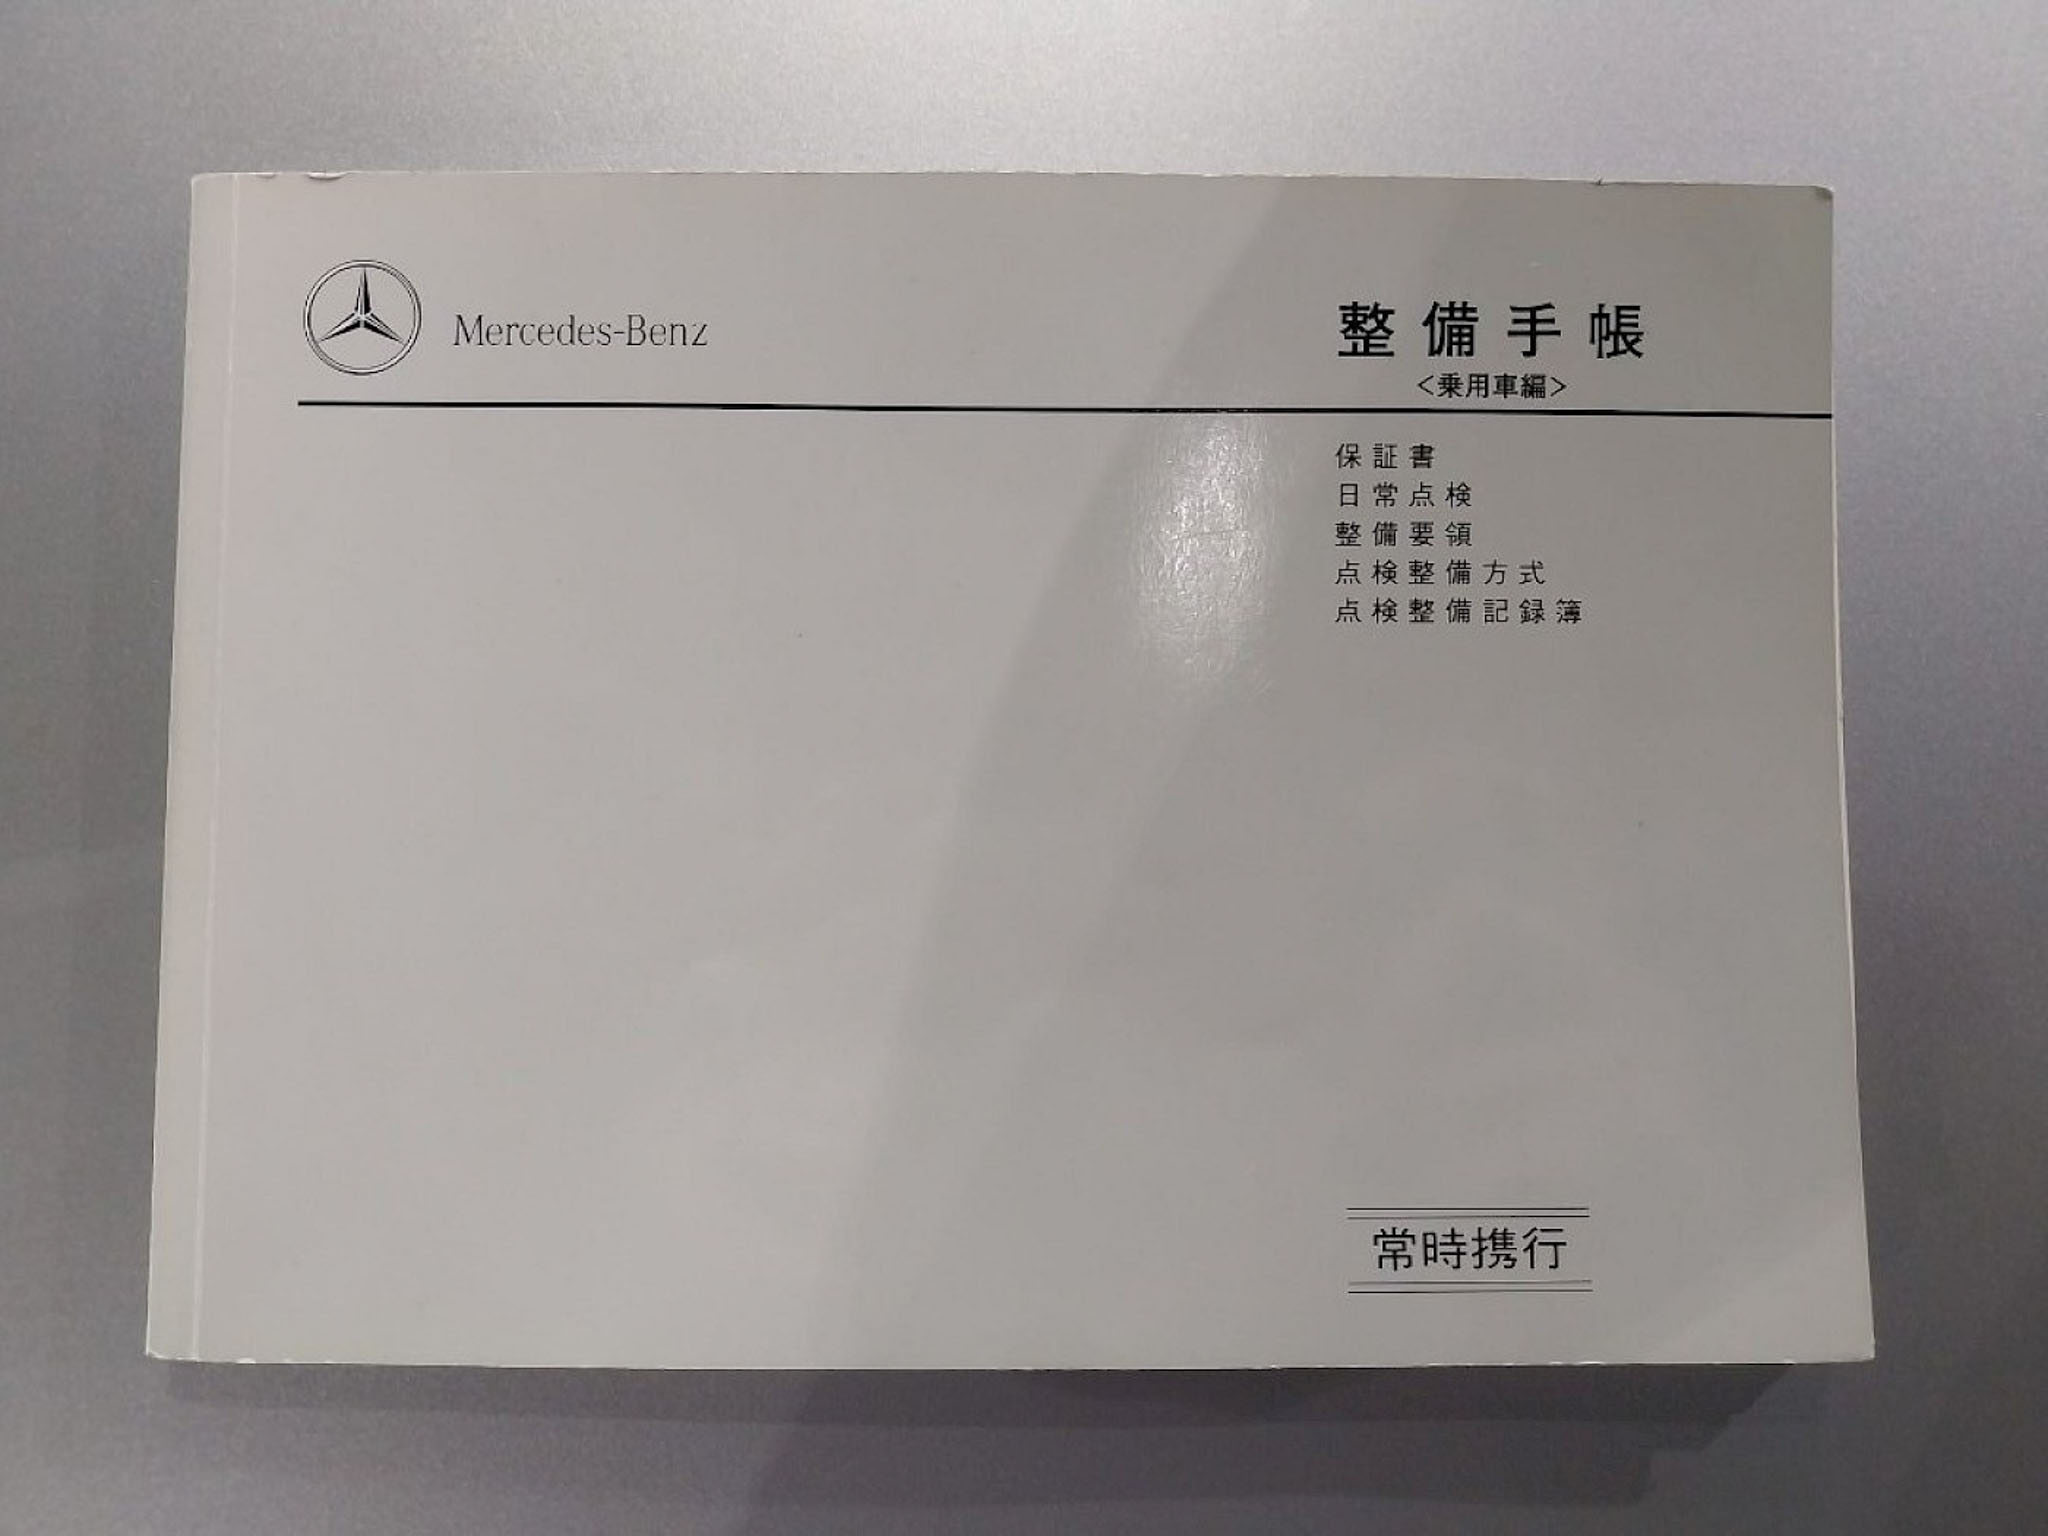 Mercedes-Benz
整備手帳
<乗用車編>
保証書
日常点検
整備要領
点検整備方式
点検整備記録簿
常時携行